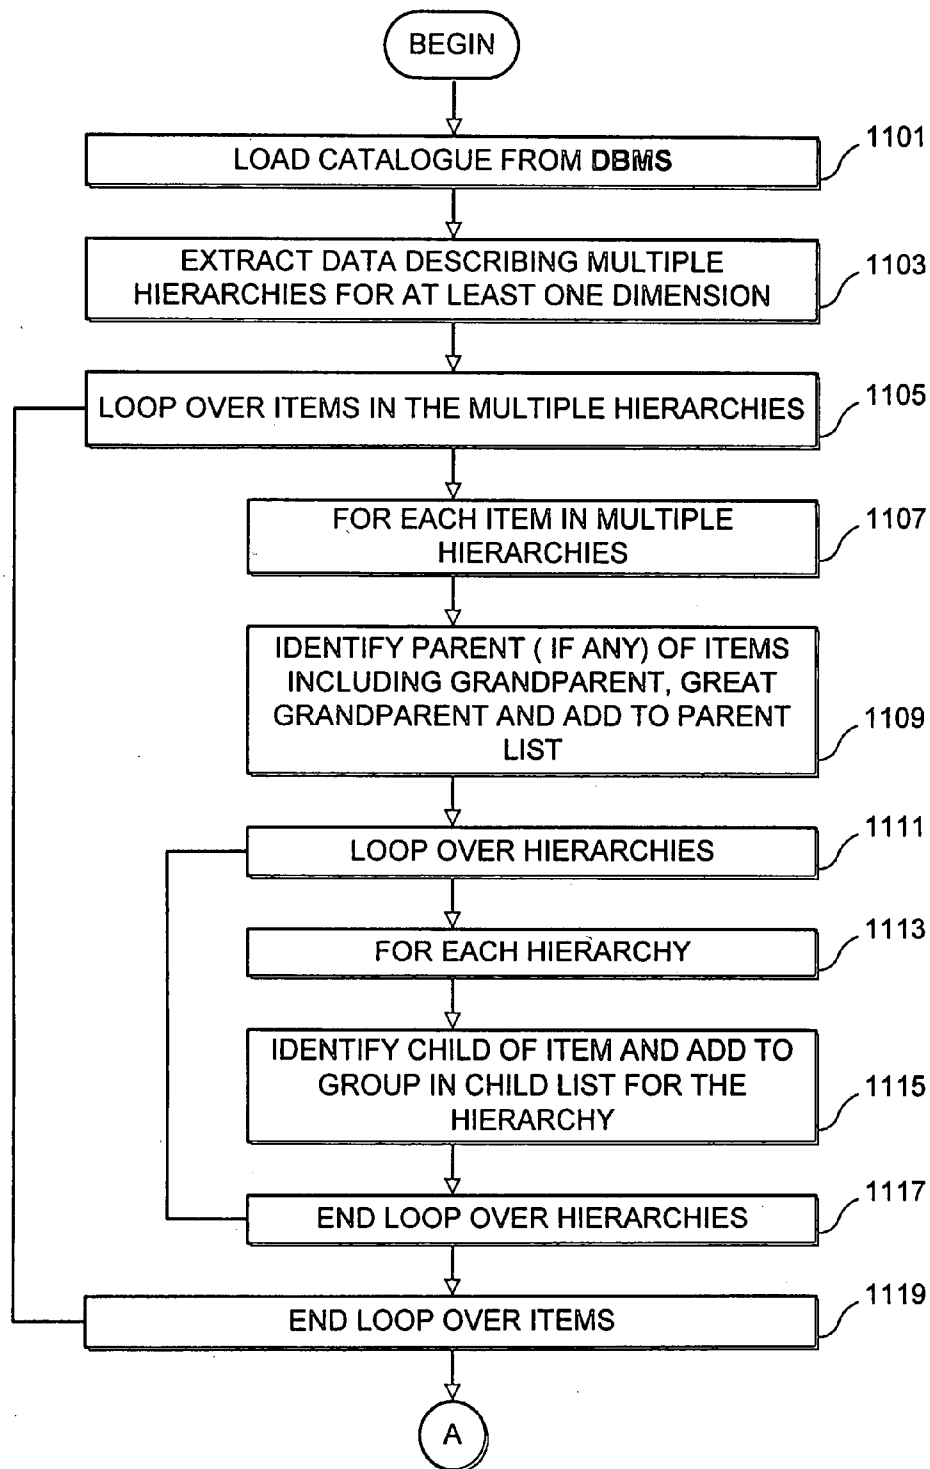 BEGIN
LOAD CATALOGUE FROM DBMS
1101
EXTRACT DATA DESCRIBING MULTIPLE
HIERARCHIES FOR AT LEAST ONE DIMENSION
1103
LOOP OVER ITEMS IN THE MULTIPLE HIERARCHIES
1105
FOR EACH ITEM IN MULTIPLE
HIERARCHIES
1107
IDENTIFY PARENT ( IF ANY) OF ITEMS
INCLUDING GRANDPARENT, GREAT
GRANDPARENT AND ADD TO PARENT
LIST
1109
LOOP OVER HIERARCHIES
1111
FOR EACH HIERARCHY
1113
IDENTIFY CHILD OF ITEM AND ADD TO
GROUP IN CHILD LIST FOR THE
HIERARCHY
1115
END LOOP OVER HIERARCHIES
1117
END LOOP OVER ITEMS
1119
A